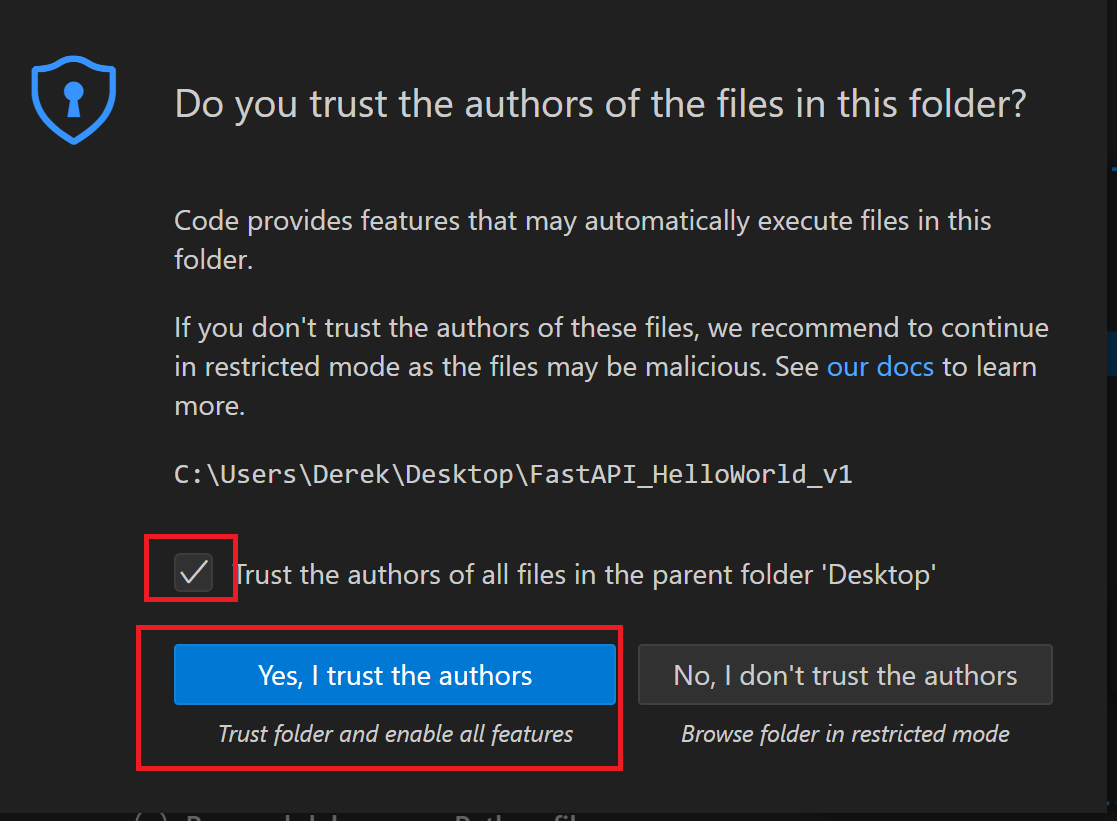 Do you trust the authors of the files in this folder?
Code provides features that may automatically execute files in this
folder.
If you don't trust the authors of these files, we recommend to continue
in restricted mode as the files may be malicious. See our docs to learn
more.
C:\Users\Derek\Desktop\FastAPI_HelloWorld_v1
Trust the authors of all files in the parent folder 'Desktop'
Yes, I trust the authors
Trust folder and enable all features
No, I don't trust the authors
Browse folder in restricted mode